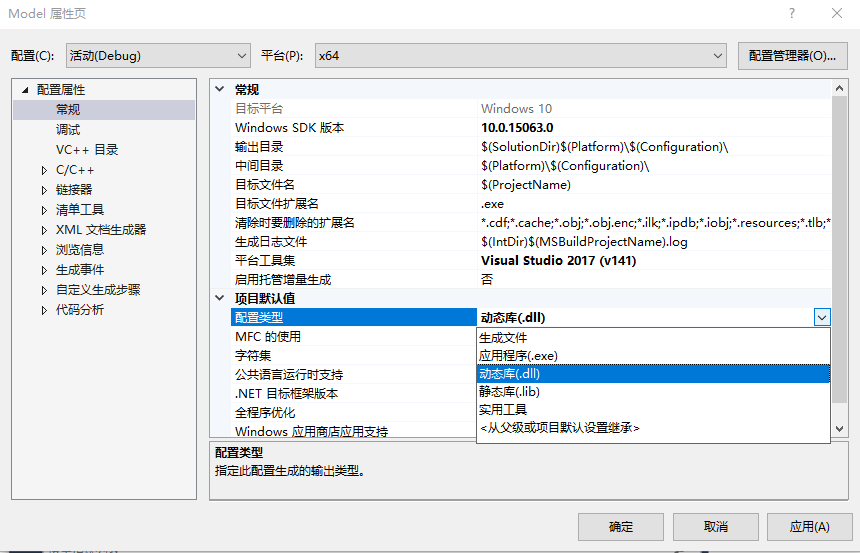 Model 属性页
配置(C): 活动(Debug) 平台(P): x64 配置管理器(O)...
配置属性
常规
调试
VC++ 目录
C/C++
链接器
清单工具
XML 文档生成器
浏览信息
生成事件
自定义生成步骤
代码分析
常规
目标平台 Windows 10
Windows SDK 版本 10.0.15063.0
输出目录 $(SolutionDir)$(Platform)\$(Configuration)\
中间目录 $(Platform)\$(Configuration)\
目标文件名 $(ProjectName)
目标文件扩展名 .exe
清除时要删除的扩展名 *.cdf;*.cache;*.obj;*.obj.enc;*.ilk;*.ipdb;*.iobj;*.resources;*.tlb;*
生成日志文件 $(IntDir)$(MSBuildProjectName).log
平台工具集 Visual Studio 2017 (v141)
启用托管增量生成 否
项目默认值
配置类型 动态库(.dll)
MFC 的使用
字符集
公共语言运行时支持
.NET 目标框架版本
全程序优化
Windows 应用商店应用支持
生成文件
应用程序(.exe)
动态库(.dll)
静态库(.lib)
实用工具
<从父级或项目默认设置继承>
配置类型
指定此配置生成的输出类型。
确定 取消 应用(A)